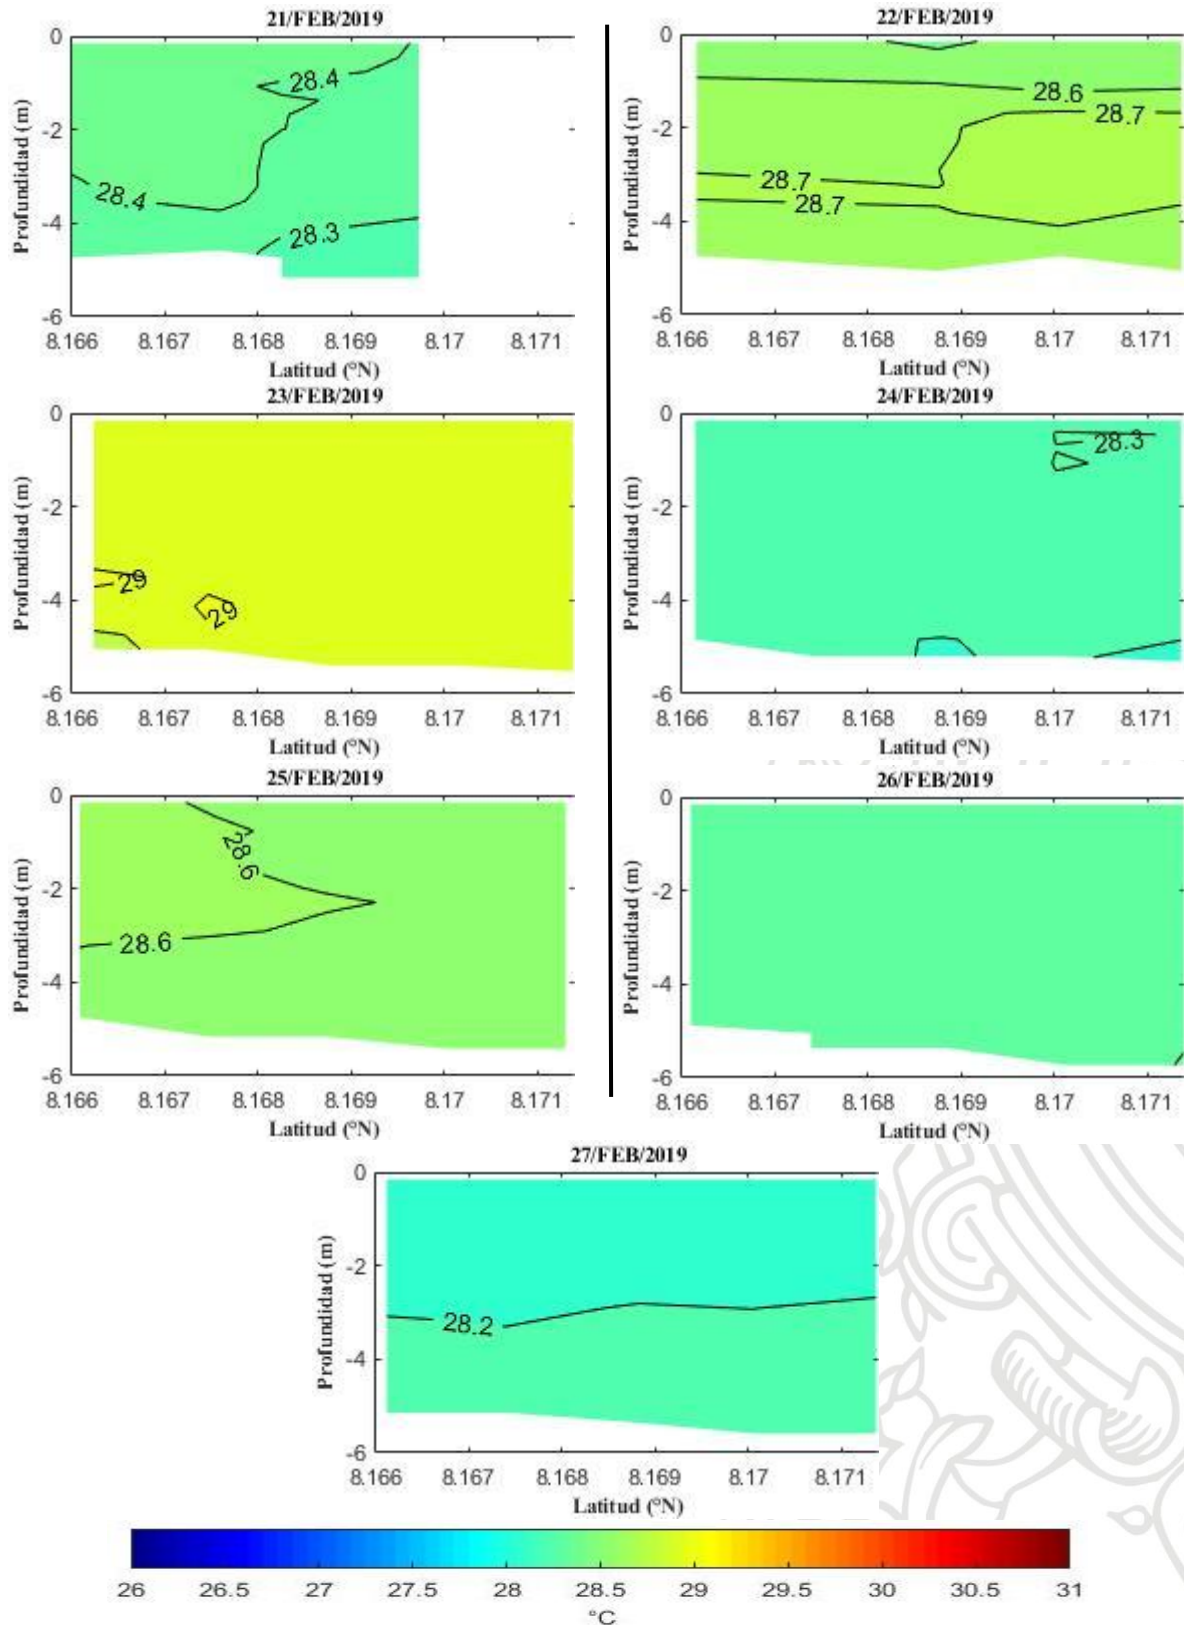 21/FEB/2019
0
-2
-4
-6
Profundidad (m)
28.4
28.4
28.3
8.166 8.167 8.168 8.169 8.17 8.171
Latitud (°N)
22/FEB/2019
0
-2
-4
-6
Profundidad (m)
28.6
28.7
28.7
28.7
8.166 8.167 8.168 8.169 8.17 8.171
Latitud (°N)
23/FEB/2019
0
-2
-4
-6
Profundidad (m)
29
29
8.166 8.167 8.168 8.169 8.17 8.171
Latitud (°N)
24/FEB/2019
0
-2
-4
-6
Profundidad (m)
28.3
8.166 8.167 8.168 8.169 8.17 8.171
Latitud (°N)
25/FEB/2019
0
-2
-4
-6
Profundidad (m)
28.6
28.6
8.166 8.167 8.168 8.169 8.17 8.171
Latitud (°N)
26/FEB/2019
0
-2
-4
-6
Profundidad (m)
8.166 8.167 8.168 8.169 8.17 8.171
Latitud (°N)
27/FEB/2019
0
-2
-4
-6
Profundidad (m)
28.2
8.166 8.167 8.168 8.169 8.17 8.171
Latitud (°N)
26 26.5 27 27.5 28 28.5 29 29.5 30 30.5 31
°C